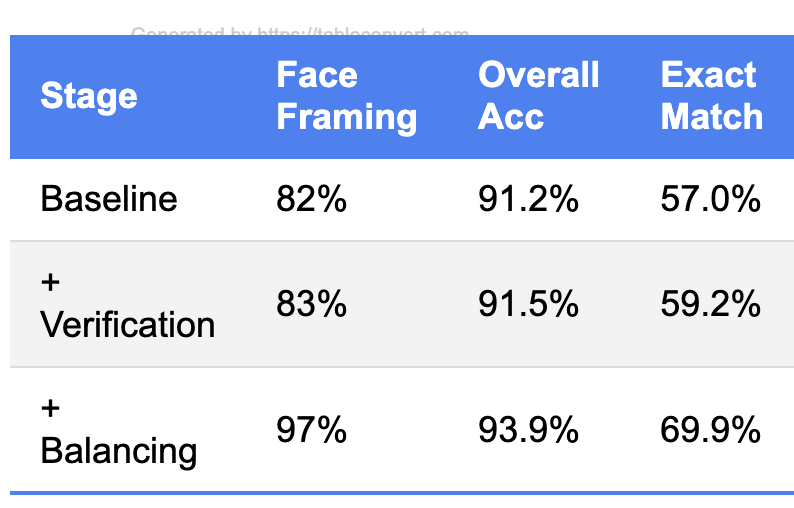 Generated by https://tableconvert.com
Stage Face Framing Overall Acc Exact Match
Baseline 82% 91.2% 57.0%
+ Verification 83% 91.5% 59.2%
+ Balancing 97% 93.9% 69.9%